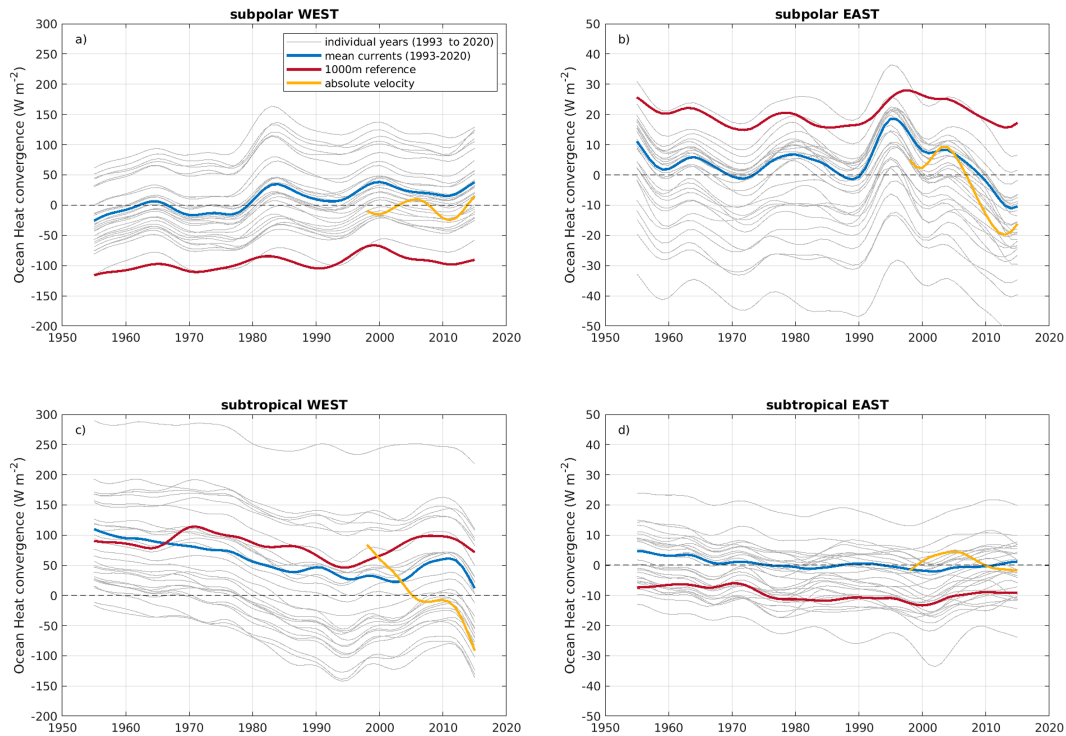 subpolar WEST
a)
individual years (1993 to 2020)
mean currents (1993-2020)
1000m reference
absolute velocity
Ocean Heat convergence (W m⁻²)
300
250
200
150
100
50
0
-50
-100
-150
-200
1950 1960 1970 1980 1990 2000 2010 2020
subpolar EAST
b)
Ocean Heat convergence (W m⁻²)
50
40
30
20
10
0
-10
-20
-30
-40
-50
1950 1960 1970 1980 1990 2000 2010 2020
subtropical WEST
c)
Ocean Heat convergence (W m⁻²)
300
250
200
150
100
50
0
-50
-100
-150
-200
1950 1960 1970 1980 1990 2000 2010 2020
subtropical EAST
d)
Ocean Heat convergence (W m⁻²)
50
40
30
20
10
0
-10
-20
-30
-40
-50
1950 1960 1970 1980 1990 2000 2010 2020